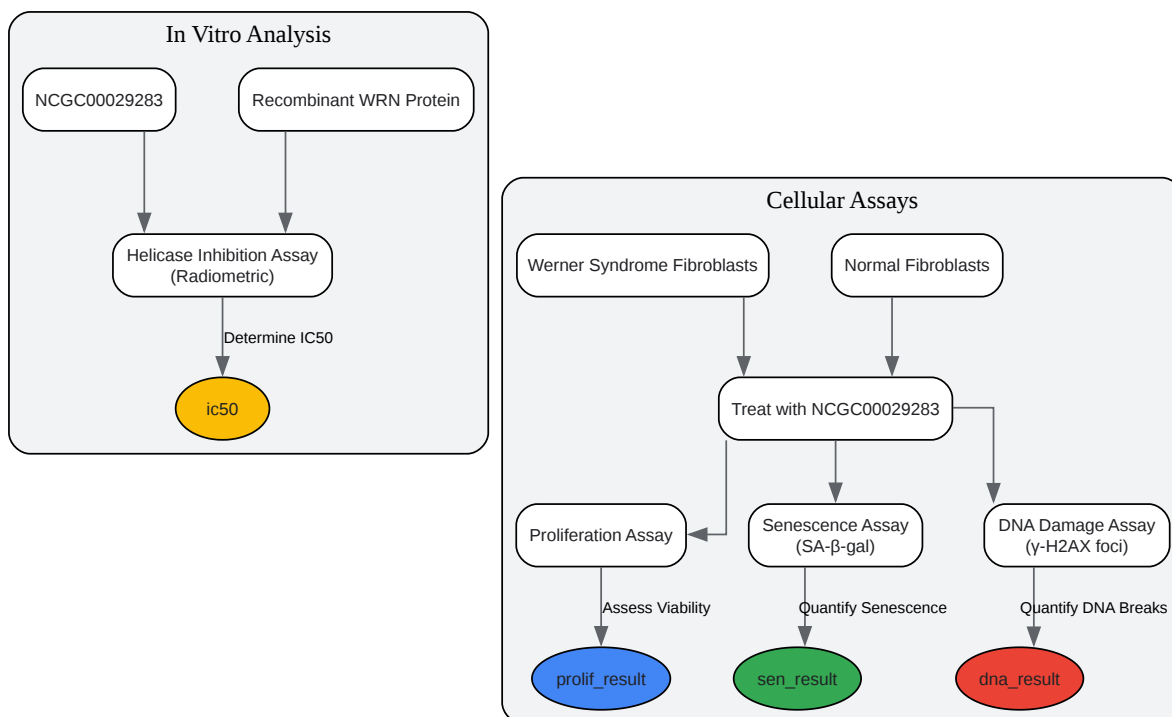 In Vitro Analysis
NCGC00029283
Recombinant WRN Protein
Helicase Inhibition Assay
(Radiometric)
Determine IC50
ic50
Cellular Assays
Werner Syndrome Fibroblasts
Normal Fibroblasts
Treat with NCGC00029283
Proliferation Assay
Senescence Assay
(SA-β-gal)
DNA Damage Assay
(γ-H2AX foci)
Assess Viability
Quantify Senescence
Quantify DNA Breaks
prolif_result
sen_result
dna_result